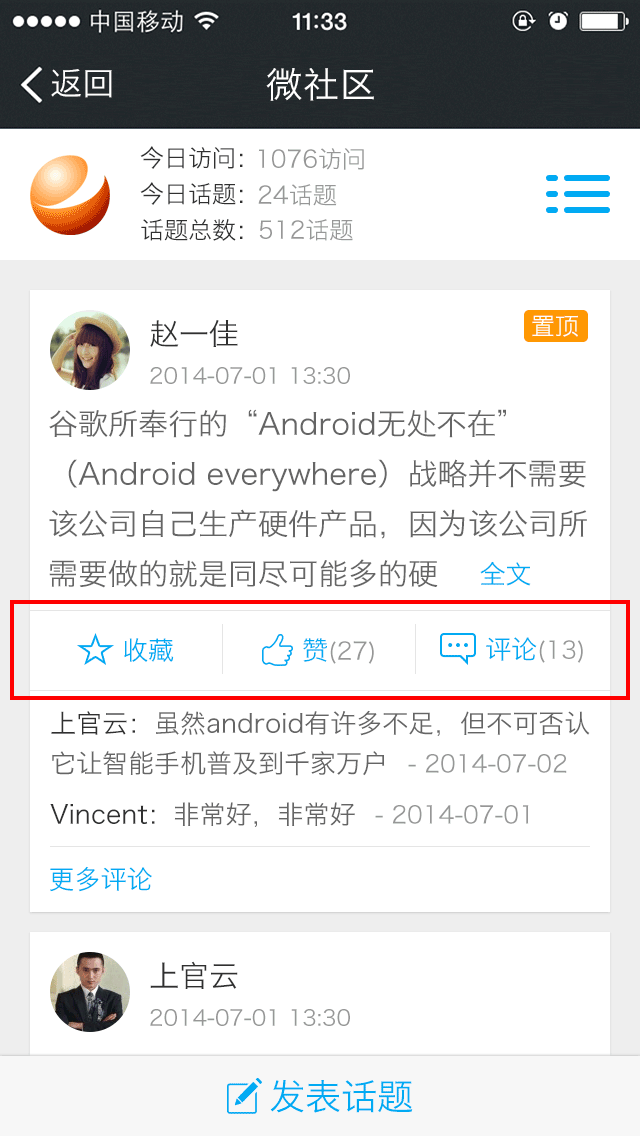 中国移动 11:33
返回 微社区
今日访问：1076访问
今日话题：24话题
话题总数：512话题
赵一佳 置顶
2014-07-01 13:30
谷歌所奉行的“Android无处不在”
（Android everywhere）战略并不需要
该公司自己生产硬件产品，因为该公司所
需要做的就是同尽可能多的硬 全文
收藏 赞(27) 评论(13)
上官云：虽然android有许多不足，但不可否认
它让智能手机普及到千家万户 - 2014-07-02
Vincent：非常好，非常好 - 2014-07-01
更多评论
上官云
2014-07-01 13:30
发表话题